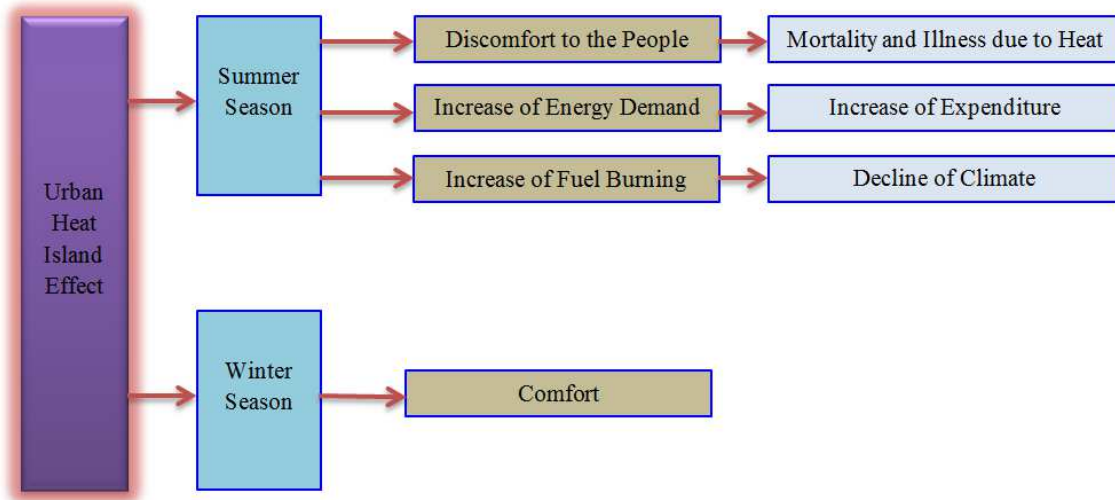 Urban
Heat
Island
Effect
Summer
Season
Discomfort to the People
Mortality and Illness due to Heat
Increase of Energy Demand
Increase of Expenditure
Increase of Fuel Burning
Decline of Climate
Winter
Season
Comfort